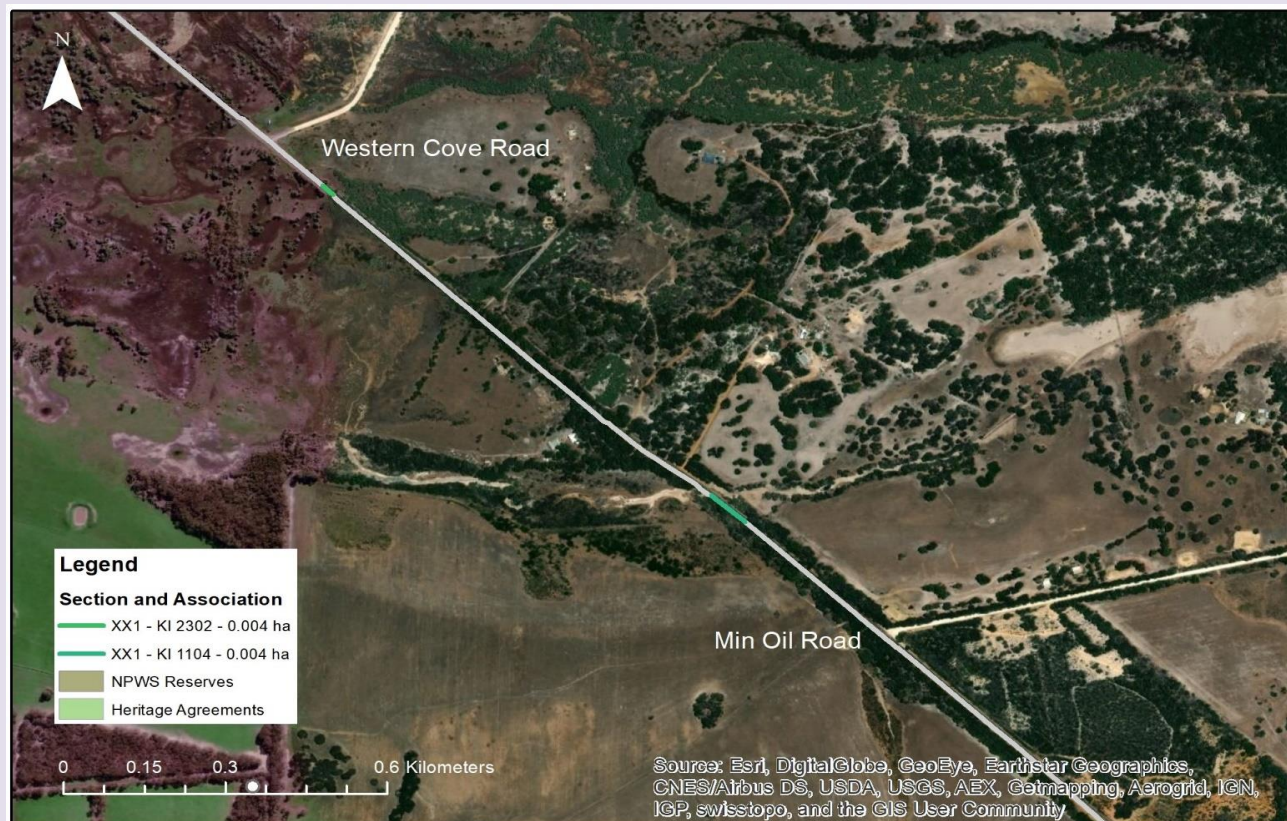 N
Western Cove Road
Min Oil Road
Legend
Section and Association
XX1 - KI 2302 - 0.004 ha
XX1 - KI 1104 - 0.004 ha
NPWS Reserves
Heritage Agreements
0 0.15 0.3 0.6 Kilometers
Source: Esri, DigitalGlobe, GeoEye, Earthstar Geographics,
CNES/Airbus DS, USDA, USGS, AEX, Getmapping, Aerogrid, IGN,
IGP, swisstopo, and the GIS User Community